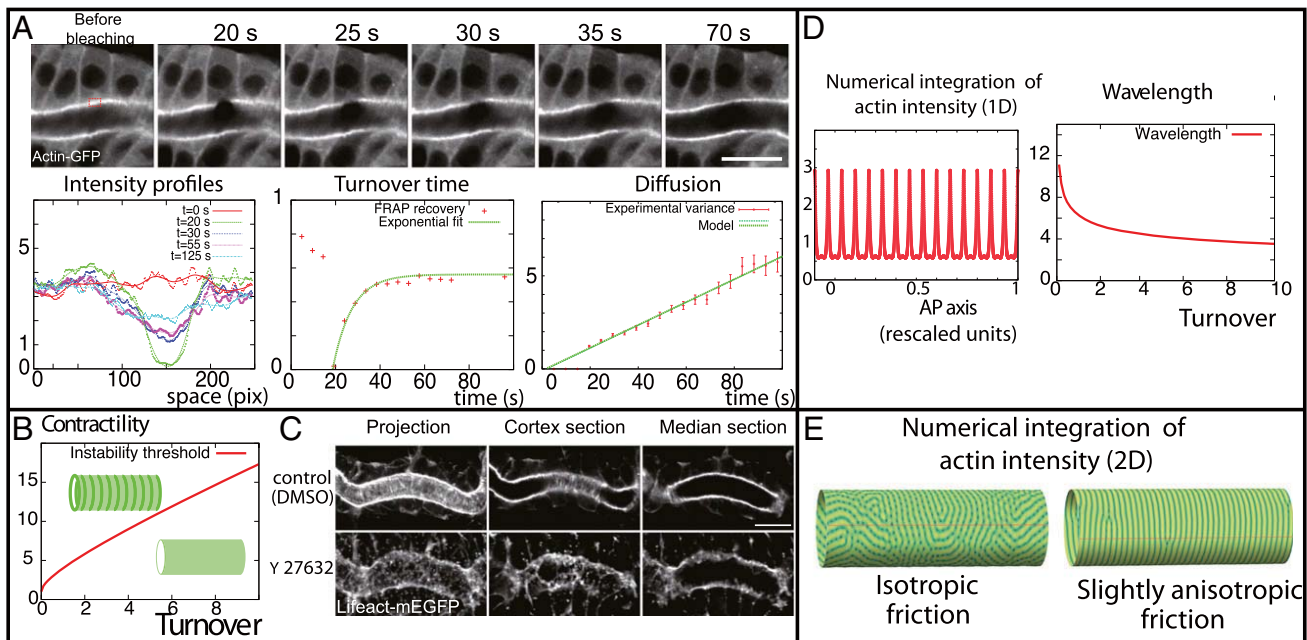 A
Before
bleaching
20 s
25 s
30 s
35 s
70 s
Actin-GFP
Intensity profiles
t=0 s
t=20 s
t=30 s
t=55 s
t=125 s
5
1
0
0
100
200
space (pix)
Turnover time
FRAP recovery
Exponential fit
1
0
0
20
40
60
80
time (s)
Diffusion
Experimental variance
Model
5
0
20
40
60
80
time (s)
B
Contractility
Instability threshold
15
10
5
0
0
2
4
6
8
Turnover
C
Projection
Cortex section
Median section
control
(DMSO)
Y 27632
Lifeact-mEGFP
D
Numerical integration of
actin intensity (1D)
3
2
1
0
0
0.5
1
AP axis
(rescaled units)
Wavelength
Wavelength
12
8
4
0
0
2
4
6
8
10
Turnover
E
Numerical integration of
actin intensity (2D)
Isotropic
friction
Slightly anisotropic
friction